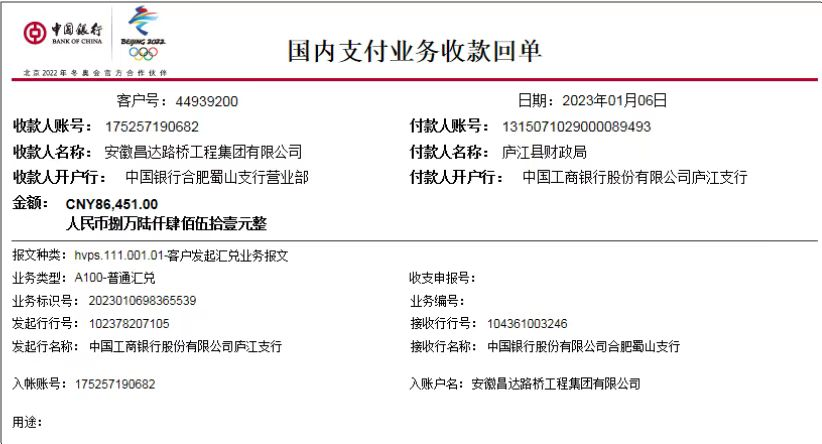 中国银行
BANK OF CHINA
BEIJING 2022
北京2022年冬奥会官方合作伙伴
国内支付业务收款回单
客户号：44939200 日期：2023年01月06日
收款人账号：175257190682 付款人账号：1315071029000089493
收款人名称：安徽昌达路桥工程集团有限公司 付款人名称：庐江县财政局
收款人开户行：中国银行合肥蜀山支行营业部 付款人开户行：中国工商银行股份有限公司庐江支行
金额：CNY86,451.00
人民币捌万陆仟肆佰伍拾壹元整
报文种类：hvps.111.001.01-客户发起汇兑业务报文
业务类型：A100-普通汇兑 收支申报号：
业务标识号：2023010698365539 业务编号：
发起行行号：102378207105 接收行行号：104361003246
发起行名称：中国工商银行股份有限公司庐江支行 接收行名称：中国银行股份有限公司合肥蜀山支行
入帐账号：175257190682 入账户名：安徽昌达路桥工程集团有限公司
用途：